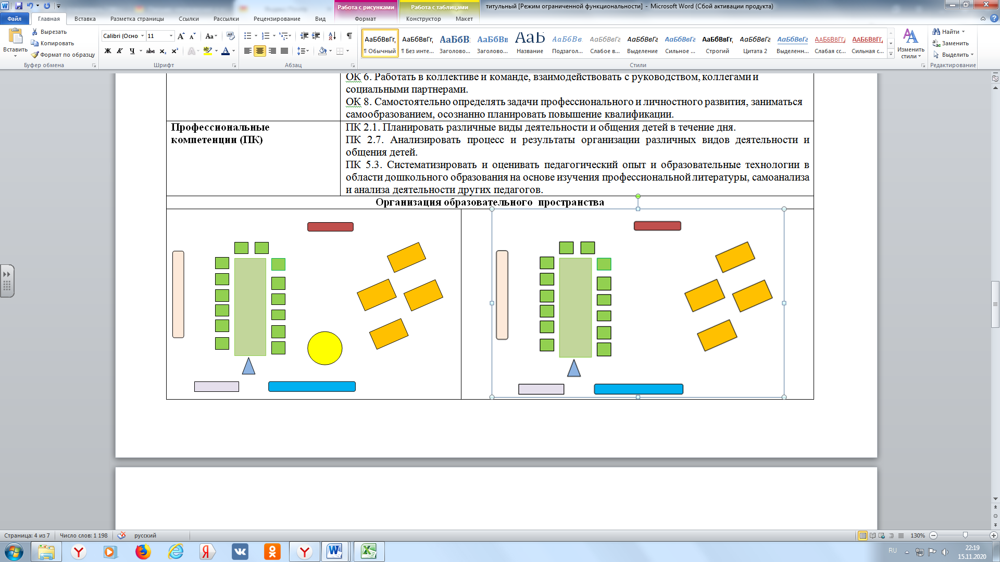 Работа с рисунками
Работа с таблицами
титульный [Режим ограниченной функциональности] - Microsoft Word (Сбой активации продукта)
Файл
Главная
Вставка
Разметка страницы
Ссылки
Рассылки
Рецензирование
Вид
Формат
Конструктор
Макет
Вставить
Вырезать
Копировать
Формат по образцу
Буфер обмена
Calibri (Осно
11
Шрифт
Абзац
АаБбВвГг,
¶ Обычный
АаБбВвГг,
¶ Без инте...
АаБбВ
Заголово...
АаБбВв
Заголово...
АаБ
Название
АаБбВв
Подзагол...
АаБбВвГг
Слабое в...
АаБбВвГг
Выделение
АаБбВвГг
Сильное ...
АаБбВвГг,
Строгий
АаБбВвГг
Цитата 2
АаБбВвГг
Выделенн...
ААББВВГГ,
Слабая сс...
ААББВВГГ,
Сильная с...
Стили
Изменить
стили
Найти
Заменить
Выделить
Редактирование
ОК 6. Работать в коллективе и команде, взаимодействовать с руководством, коллегами и
социальными партнерами.
ОК 8. Самостоятельно определять задачи профессионального и личностного развития, заниматься
самообразованием, осознанно планировать повышение квалификации.
Профессиональные
компетенции (ПК)
ПК 2.1. Планировать различные виды деятельности и общения детей в течение дня.
ПК 2.7. Анализировать процесс и результаты организации различных видов деятельности и
общения детей.
ПК 5.3. Систематизировать и оценивать педагогический опыт и образовательные технологии в
области дошкольного образования на основе изучения профессиональной литературы, самоанализа
и анализа деятельности других педагогов.
Организация образовательного пространства
Страница: 4 из 7
Число слов: 1 198
русский
130%
RU
22:19
15.11.2020